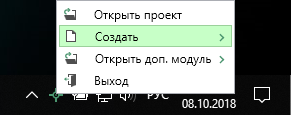 Открыть проект
Создать
Открыть доп. модуль
Выход
РУС
08.10.2018